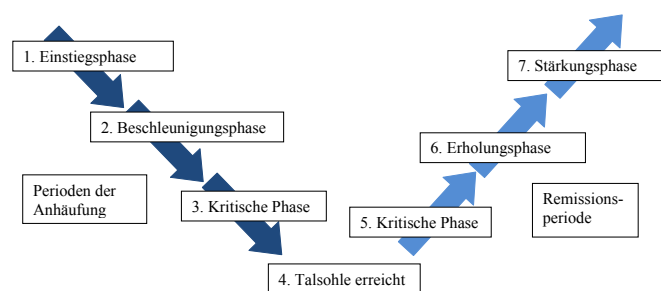 1. Einstiegsphase
2. Beschleunigungsphase
Perioden der
Anhäufung
3. Kritische Phase
4. Talsohle erreicht
5. Kritische Phase
6. Erholungsphase
7. Stärkungsphase
Remissions-
periode